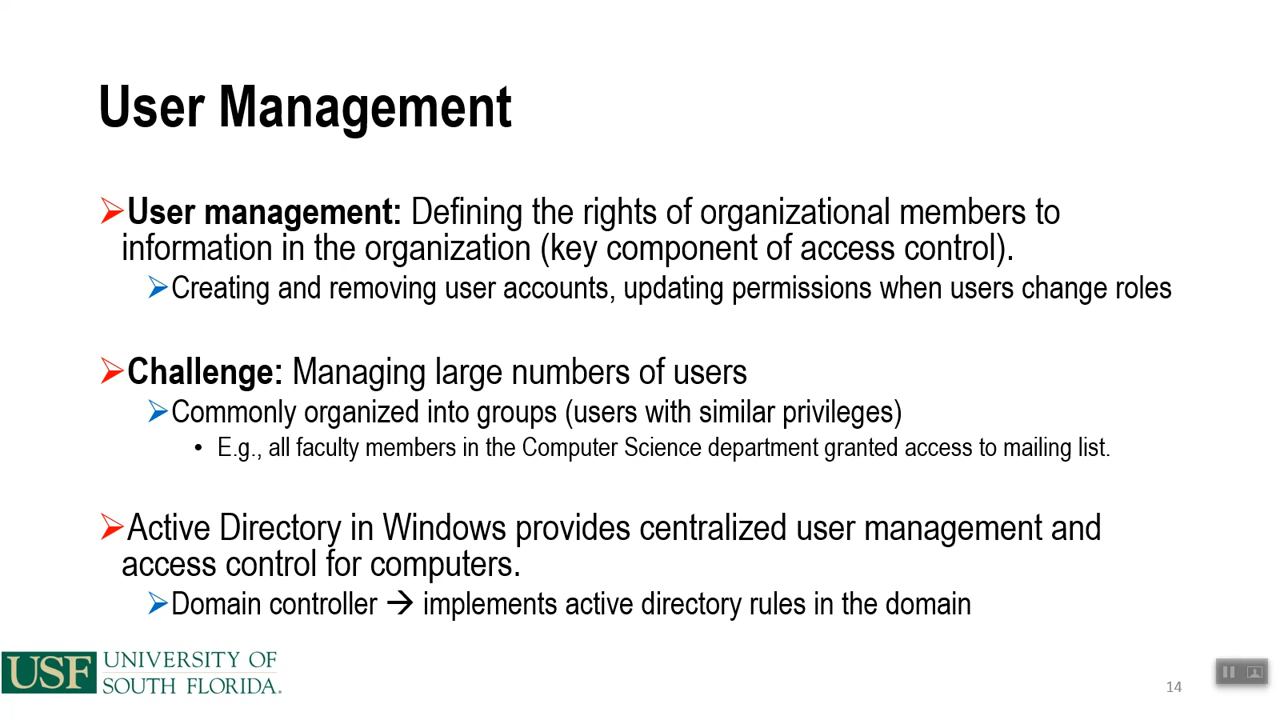 User Management
➢User management: Defining the rights of organizational members to
information in the organization (key component of access control).
➢Creating and removing user accounts, updating permissions when users change roles
➢Challenge: Managing large numbers of users
➢Commonly organized into groups (users with similar privileges)
• E.g., all faculty members in the Computer Science department granted access to mailing list.
➢Active Directory in Windows provides centralized user management and
access control for computers.
➢Domain controller → implements active directory rules in the domain
USF UNIVERSITY OF
SOUTH FLORIDA.
14